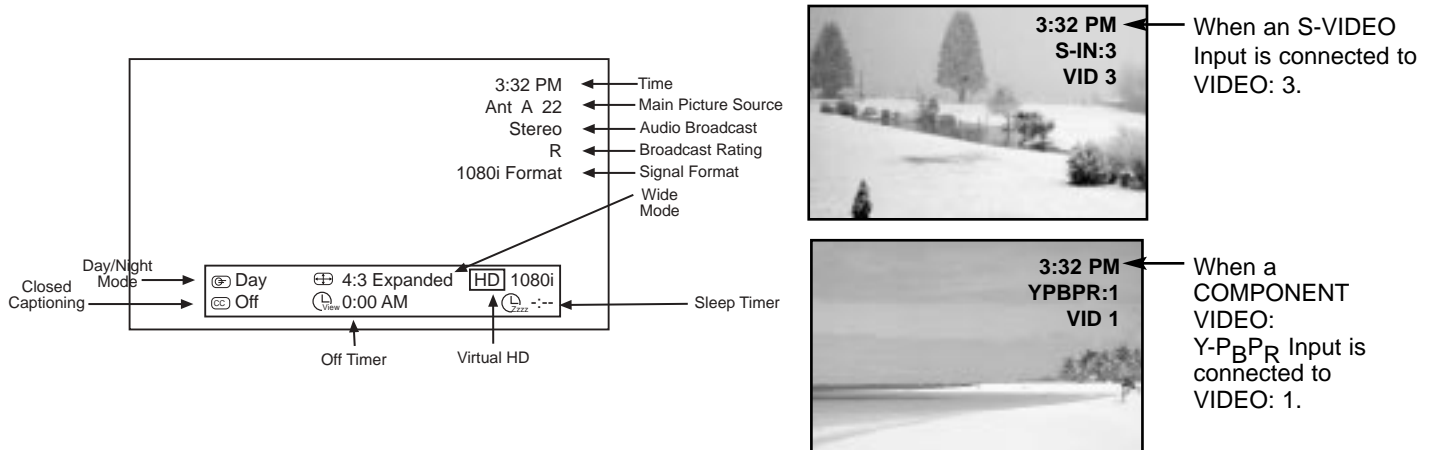 3:32 PM
Time
Ant A 22
Main Picture Source
Stereo
Audio Broadcast
R
Broadcast Rating
1080i Format
Signal Format
Wide
Mode
Day/Night
Mode
Closed
Captioning
Day
4:3 Expanded
HD 1080i
CC Off
View 0:00 AM
Zzzz -:--
Sleep Timer
Off Timer
Virtual HD
3:32 PM
S-IN:3
VID 3
When an S-VIDEO
Input is connected to
VIDEO: 3.
3:32 PM
YPBPR:1
VID 1
When a
COMPONENT
VIDEO:
Y-PBPR Input is
connected to
VIDEO: 1.